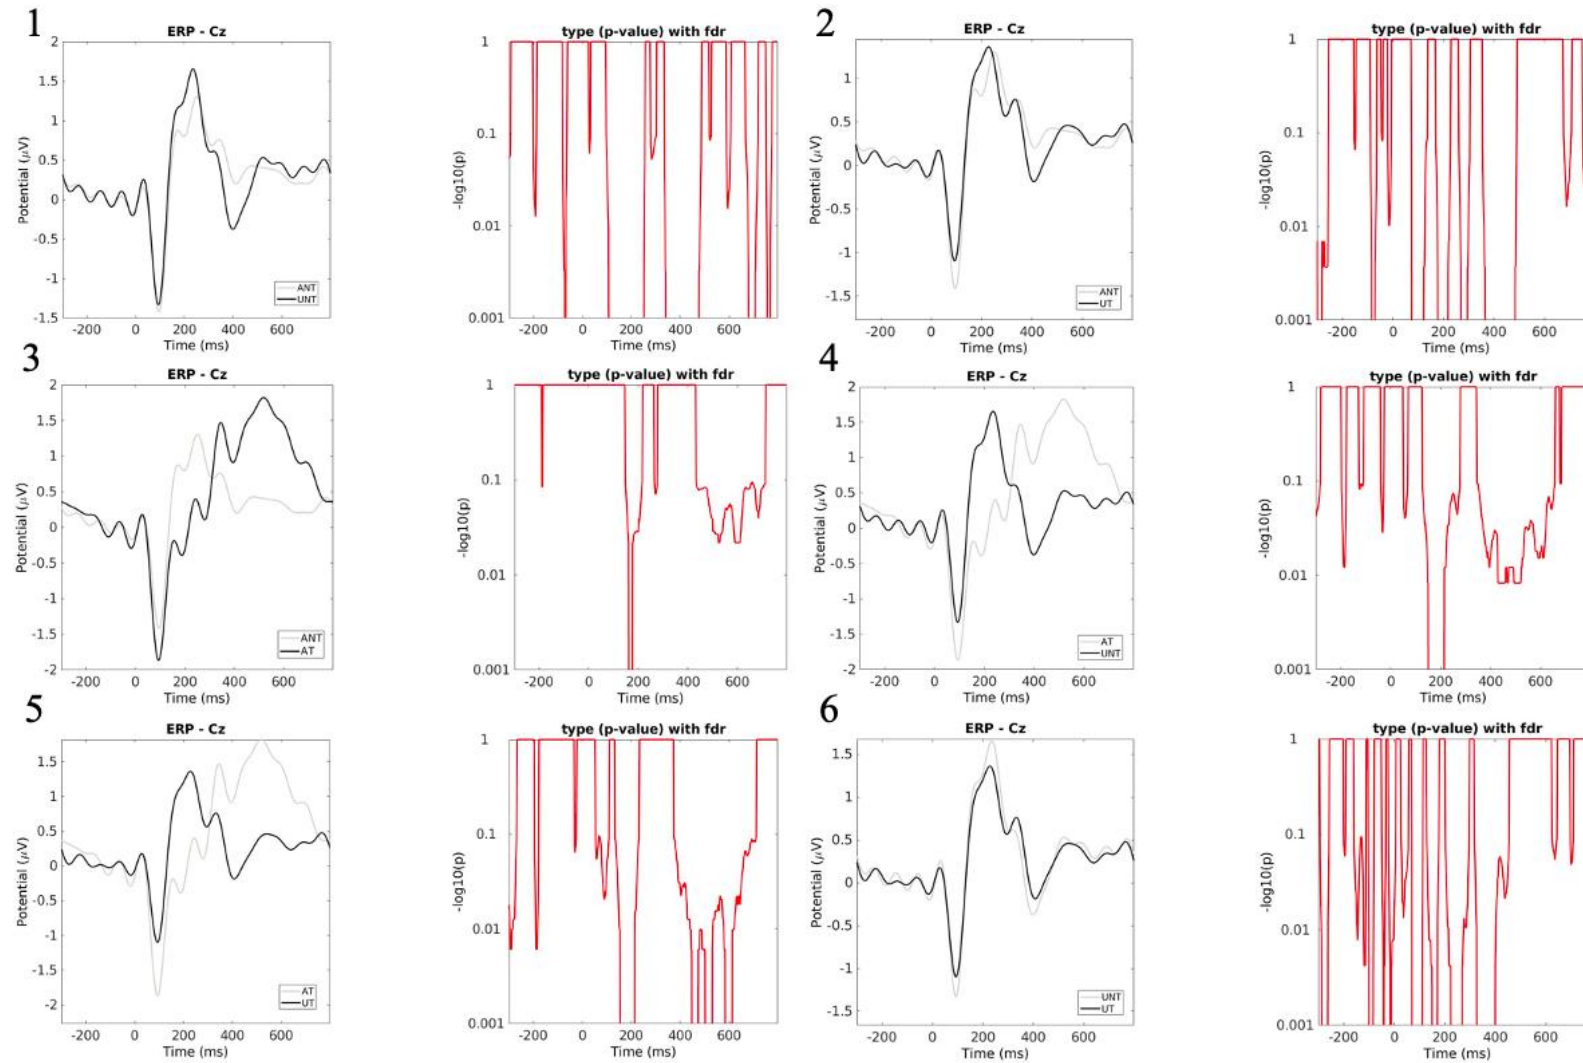 1
ERP - Cz
2
1.5
1
0.5
0
-0.5
-1
-1.5
Potential (μV)
ANT
UNT
-200 0 200 400 600
Time (ms)
type (p-value) with fdr
1
0.1
0.01
0.001
-log10(p)
-200 0 200 400 600
Time (ms)
2
ERP - Cz
1
0.5
0
-0.5
-1
-1.5
Potential (μV)
ANT
UT
-200 0 200 400 600
Time (ms)
type (p-value) with fdr
1
0.1
0.01
0.001
-log10(p)
-200 0 200 400 600
Time (ms)
3
ERP - Cz
2
1.5
1
0.5
0
-0.5
-1
-1.5
-2
Potential (μV)
ANT
AT
-200 0 200 400 600
Time (ms)
type (p-value) with fdr
1
0.1
0.01
0.001
-log10(p)
-200 0 200 400 600
Time (ms)
4
ERP - Cz
2
1.5
1
0.5
0
-0.5
-1
-1.5
-2
Potential (μV)
AT
UNT
-200 0 200 400 600
Time (ms)
type (p-value) with fdr
1
0.1
0.01
0.001
-log10(p)
-200 0 200 400 600
Time (ms)
5
ERP - Cz
1.5
1
0.5
0
-0.5
-1
-1.5
-2
Potential (μV)
AT
UT
-200 0 200 400 600
Time (ms)
type (p-value) with fdr
1
0.1
0.01
0.001
-log10(p)
-200 0 200 400 600
Time (ms)
6
ERP - Cz
1.5
1
0.5
0
-0.5
-1
-1.5
Potential (μV)
UNT
UT
-200 0 200 400 600
Time (ms)
type (p-value) with fdr
1
0.1
0.01
0.001
-log10(p)
-200 0 200 400 600
Time (ms)